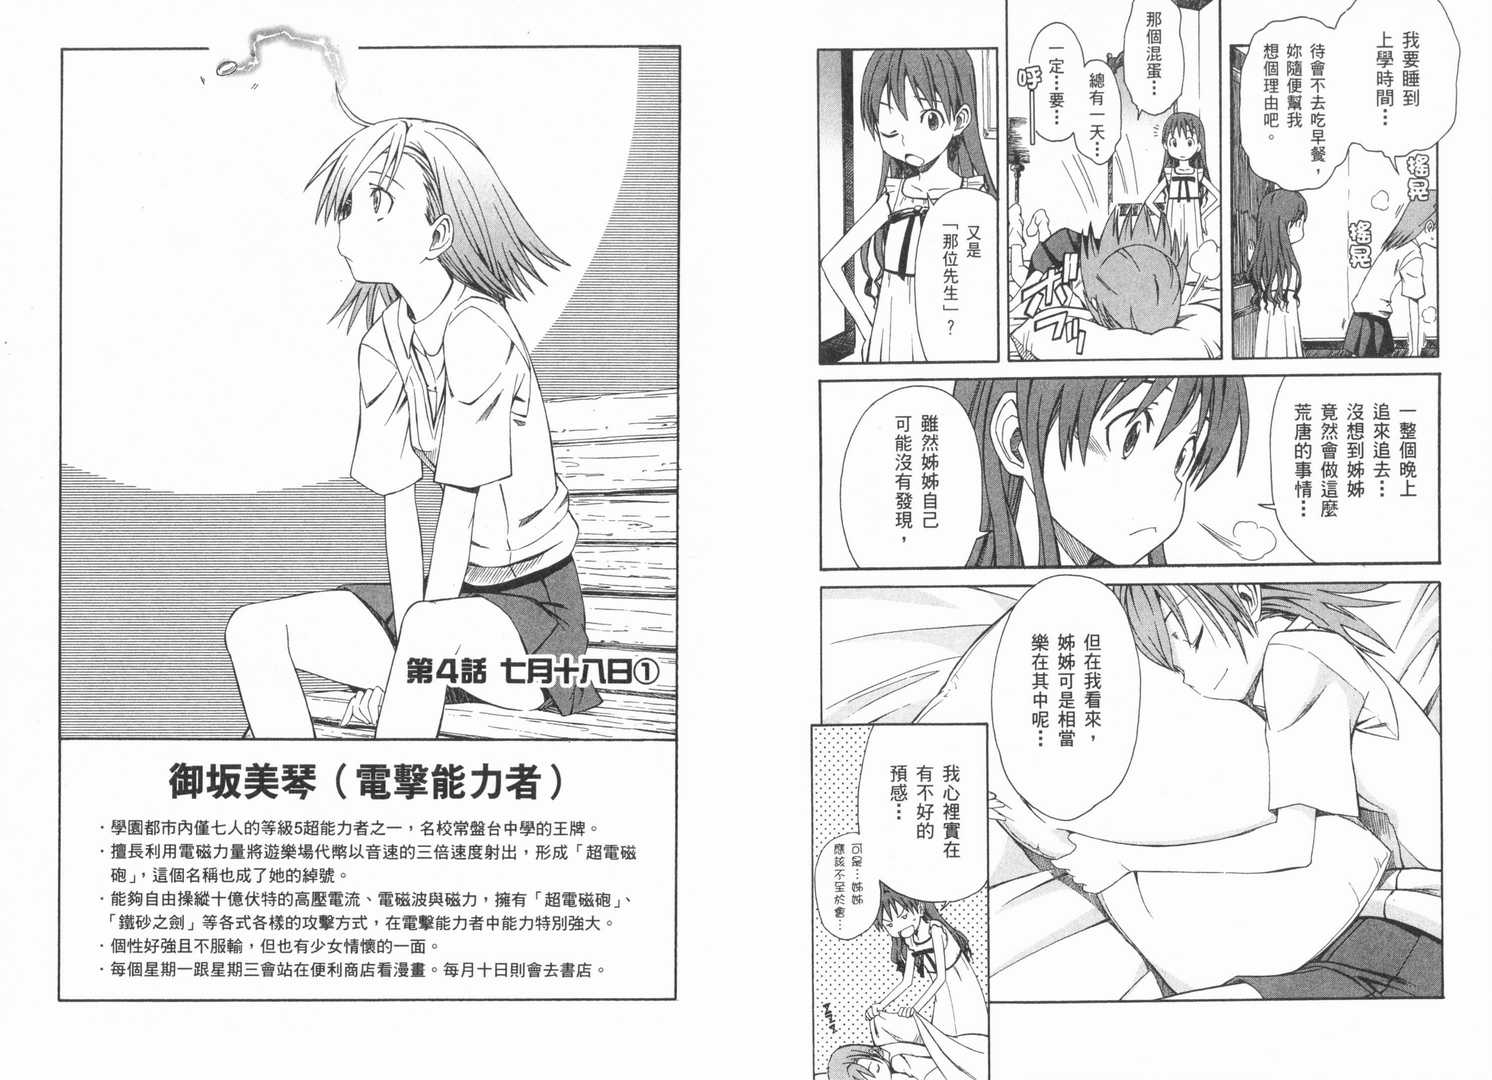 我要睡到
上學時間…
待會不去吃早餐，
妳隨便幫我
想個理由吧。
搖晃
搖晃
那個混蛋…
總有一天…
一定…要…
呼
又是
「那位先生」？
一整個晚上
追來追去…
沒想到姊姊
竟然會做這麼
荒唐的事情…
雖然姊姊自己
可能沒有發現，
但在我看來，
姊姊可是相當
樂在其中呢…
我心裡實在
有不好的
預感…
可是…姊姊
應該不至於會…
zzz
第4話 七月十八日①
御坂美琴（電擊能力者）
·學園都市內僅七人的等級5超能力者之一，名校常盤台中學的王牌。
·擅長利用電磁力量將遊樂場代幣以音速的三倍速度射出，形成「超電磁
砲」，這個名稱也成了她的綽號。
·能夠自由操縱十億伏特的高壓電流、電磁波與磁力，擁有「超電磁砲」、
「鐵砂之劍」等各式各樣的攻擊方式，在電擊能力者中能力特別強大。
·個性好強且不服輸，但也有少女情懷的一面。
·每個星期一跟星期三會站在便利商店看漫畫。每月十日則會去書店。